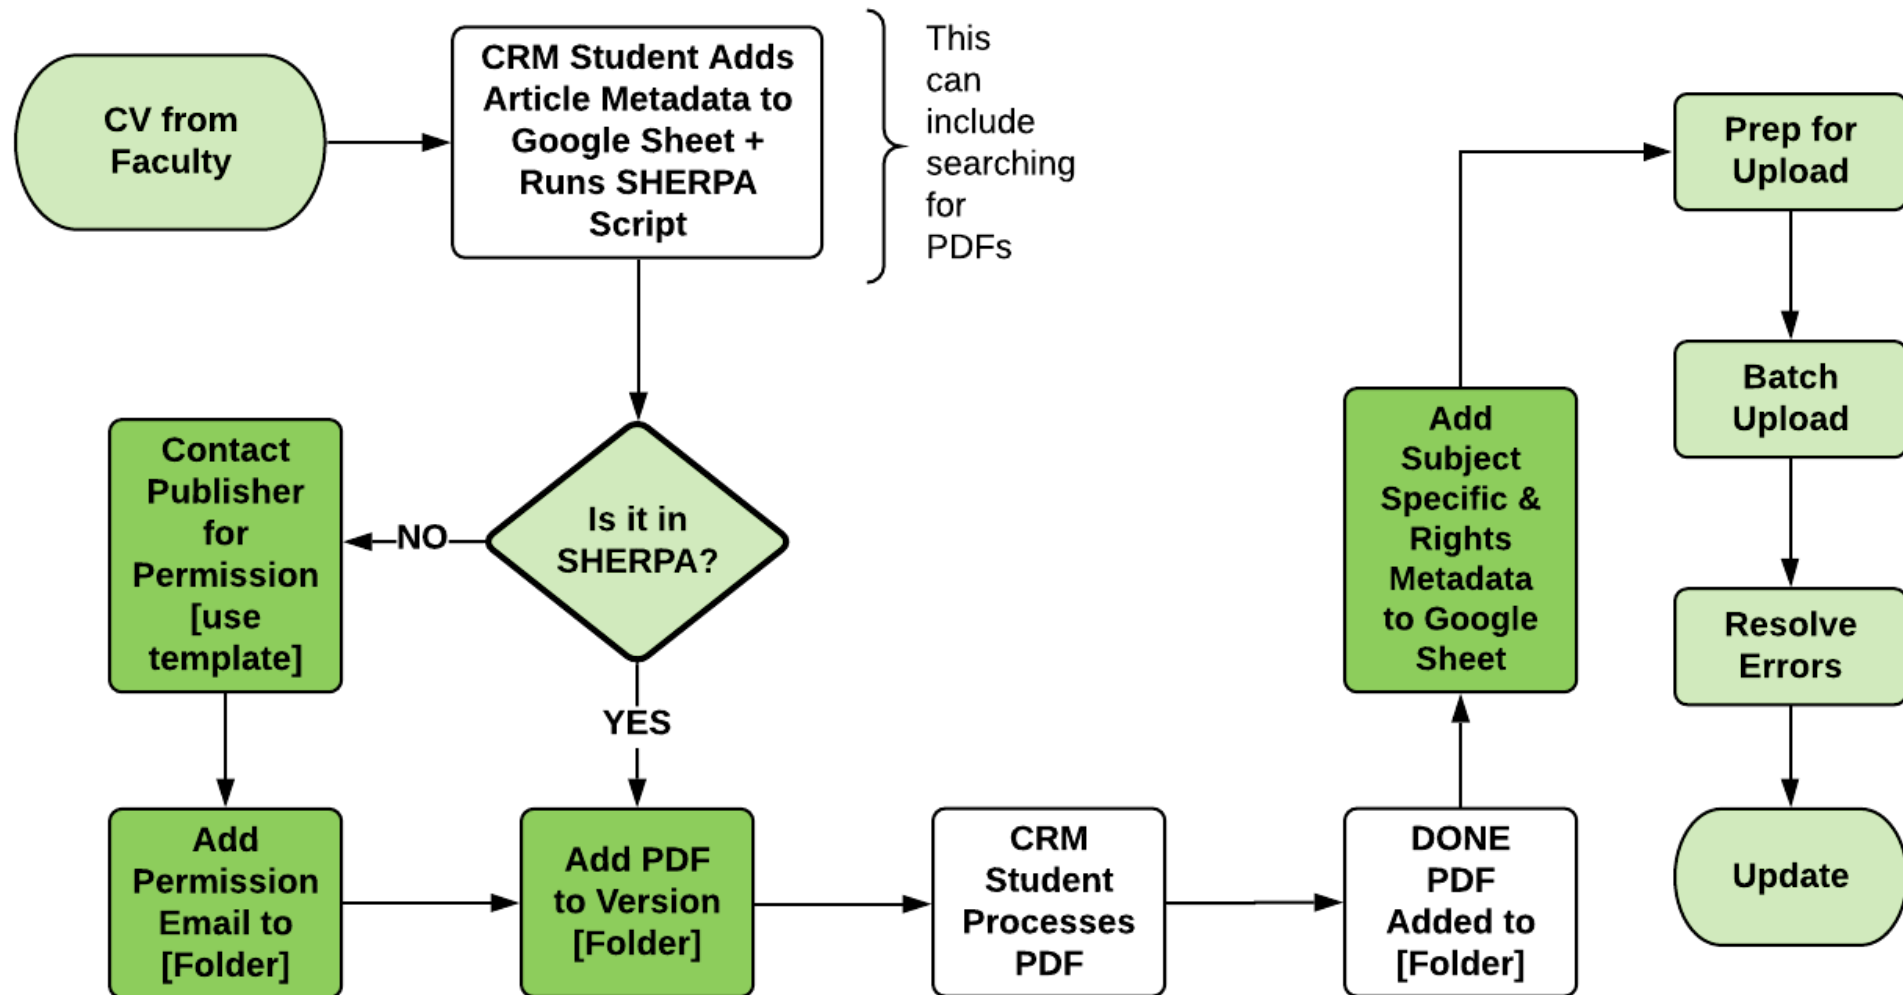 CV from
Faculty
CRM Student Adds
Article Metadata to
Google Sheet +
Runs SHERPA
Script
This
can
include
searching
for
PDFs
Is it in
SHERPA?
NO
Contact
Publisher
for
Permission
[use
template]
YES
Add
Permission
Email to
[Folder]
Add PDF
to Version
[Folder]
CRM
Student
Processes
PDF
DONE
PDF
Added to
[Folder]
Add
Subject
Specific &
Rights
Metadata
to Google
Sheet
Prep for
Upload
Batch
Upload
Resolve
Errors
Update